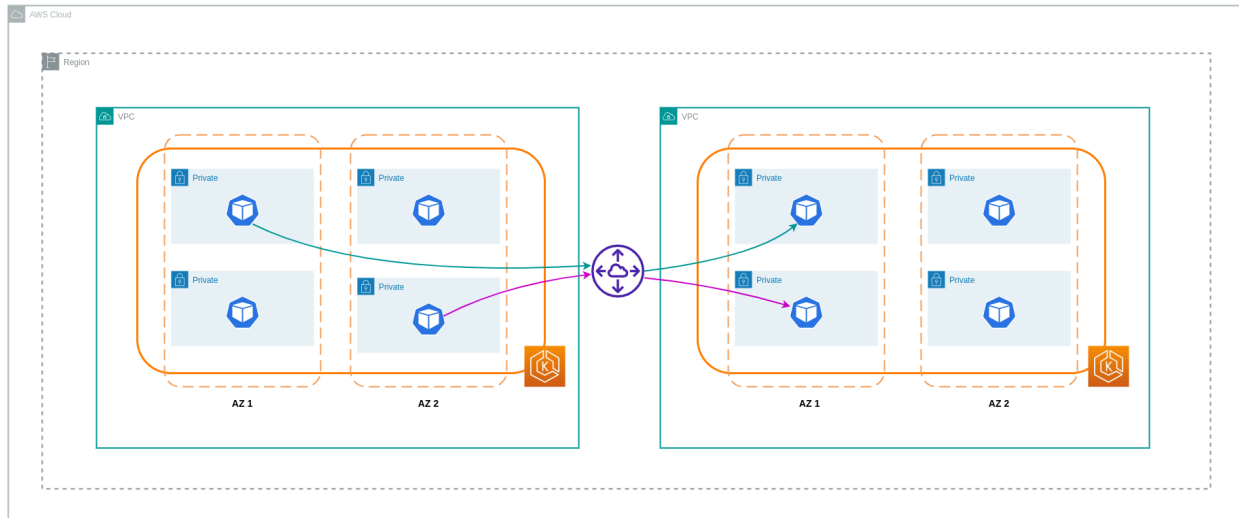 AWS Cloud
Region
VPC
VPC
Private
Private
Private
Private
Private
Private
Private
Private
AZ 1
AZ 2
AZ 1
AZ 2